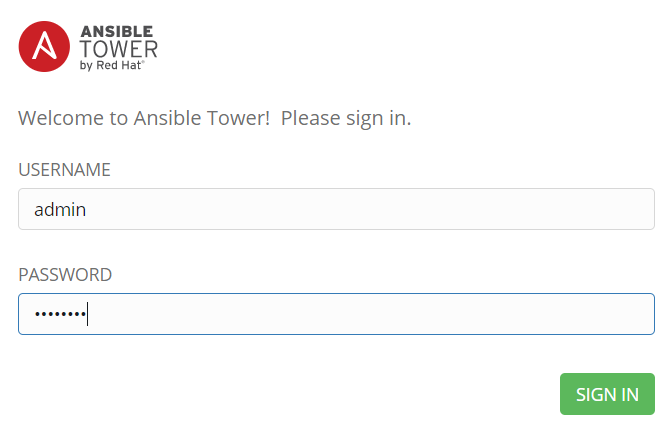 ANSIBLE
TOWER
by Red Hat®
Welcome to Ansible Tower!  Please sign in.
USERNAME
admin
PASSWORD
••••••••
SIGN IN